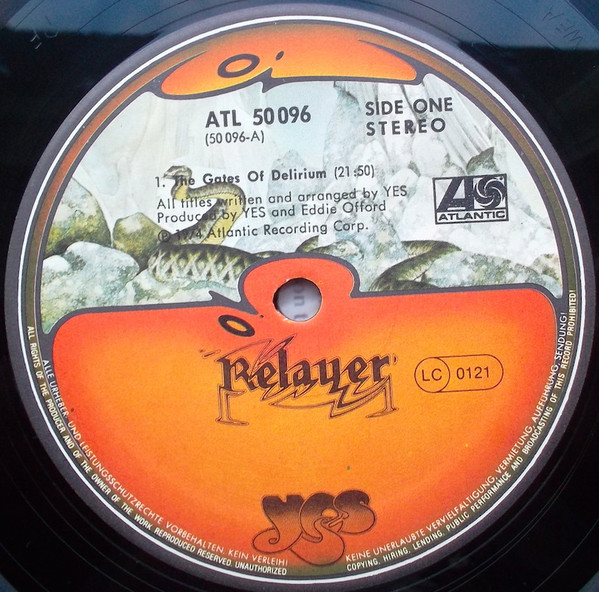 ATL 50 096
(50 096-A)
SIDE ONE
STEREO
1. The Gates Of Delirium (21:50)
All titles written and arranged by YES
Produced by YES and Eddie Offord
℗ 1974 Atlantic Recording Corp.
ATLANTIC
Relayer
LC 0121
yes
ALLE URHEBER- UND LEISTUNGSSCHUTZRECHTE VORBEHALTEN. KEIN VERLEIH!
KEINE UNERLAUBTE VERVIELFÄLTIGUNG, VERMIETUNG, AUFFÜHRUNG, SENDUNG!
ALL RIGHTS OF THE PRODUCER AND OF THE OWNER OF THE WORK REPRODUCED RESERVED. UNAUTHORIZED
COPYING, HIRING, LENDING, PUBLIC PERFORMANCE AND BROADCASTING OF THIS RECORD PROHIBITED!